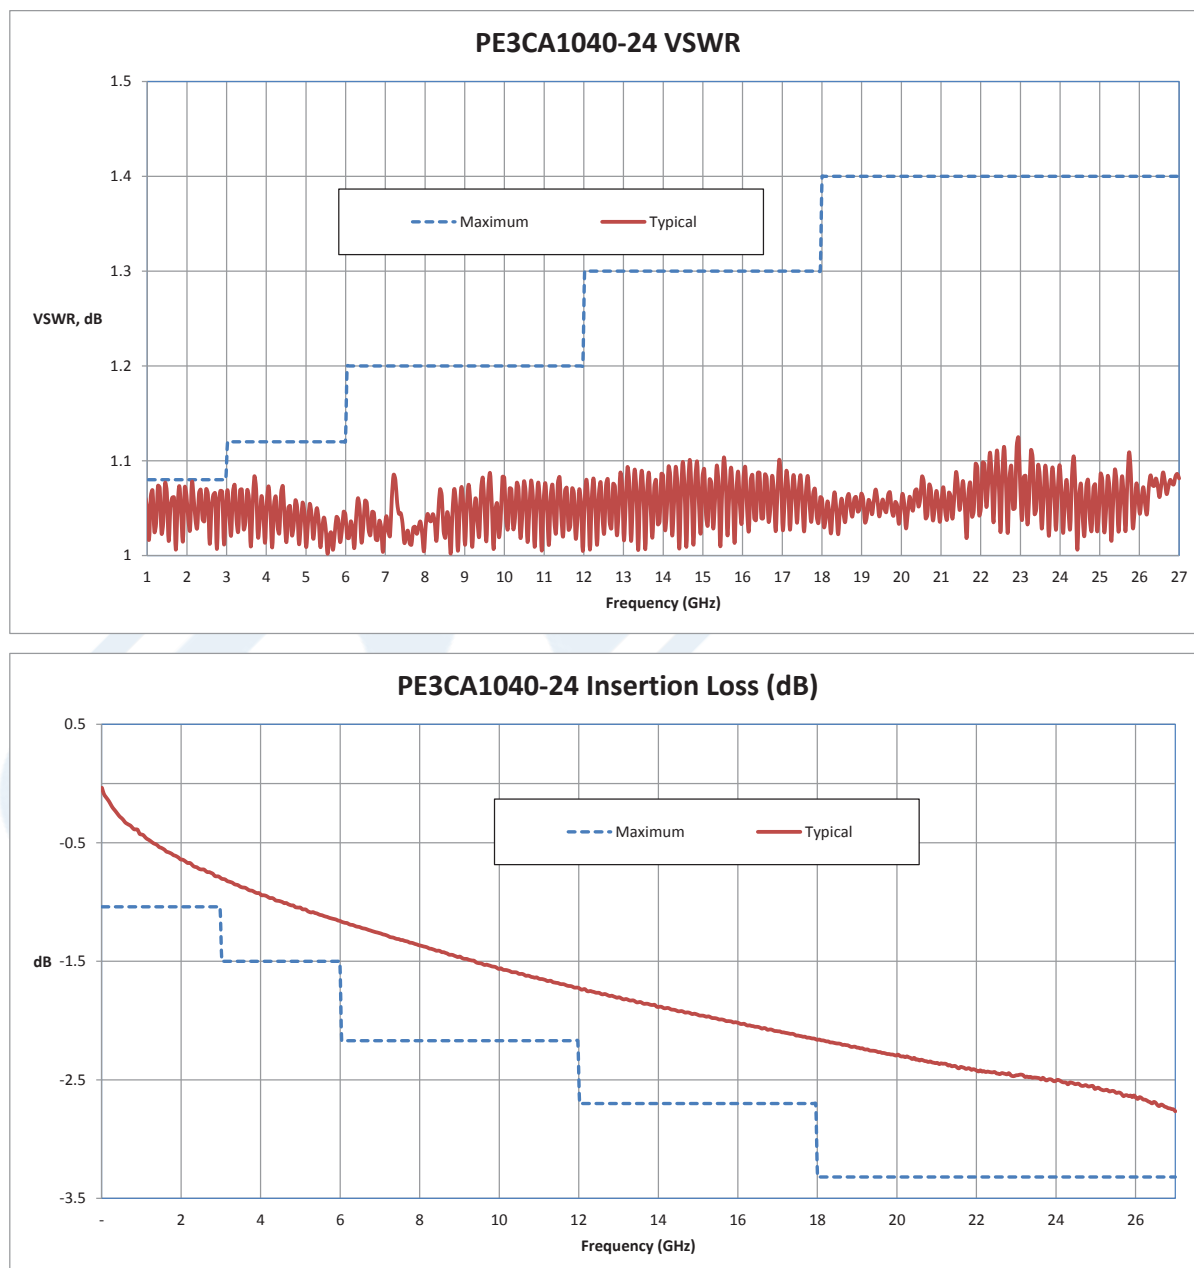 PE3CA1040-24 VSWR
1.5
1.4
Maximum Typical
1.3
VSWR, dB
1.2
1.1
1
1 2 3 4 5 6 7 8 9 10 11 12 13 14 15 16 17 18 19 20 21 22 23 24 25 26 27
Frequency (GHz)
PE3CA1040-24 Insertion Loss (dB)
0.5
Maximum Typical
-0.5
dB -1.5
-2.5
-3.5
- 2 4 6 8 10 12 14 16 18 20 22 24 26
Frequency (GHz)